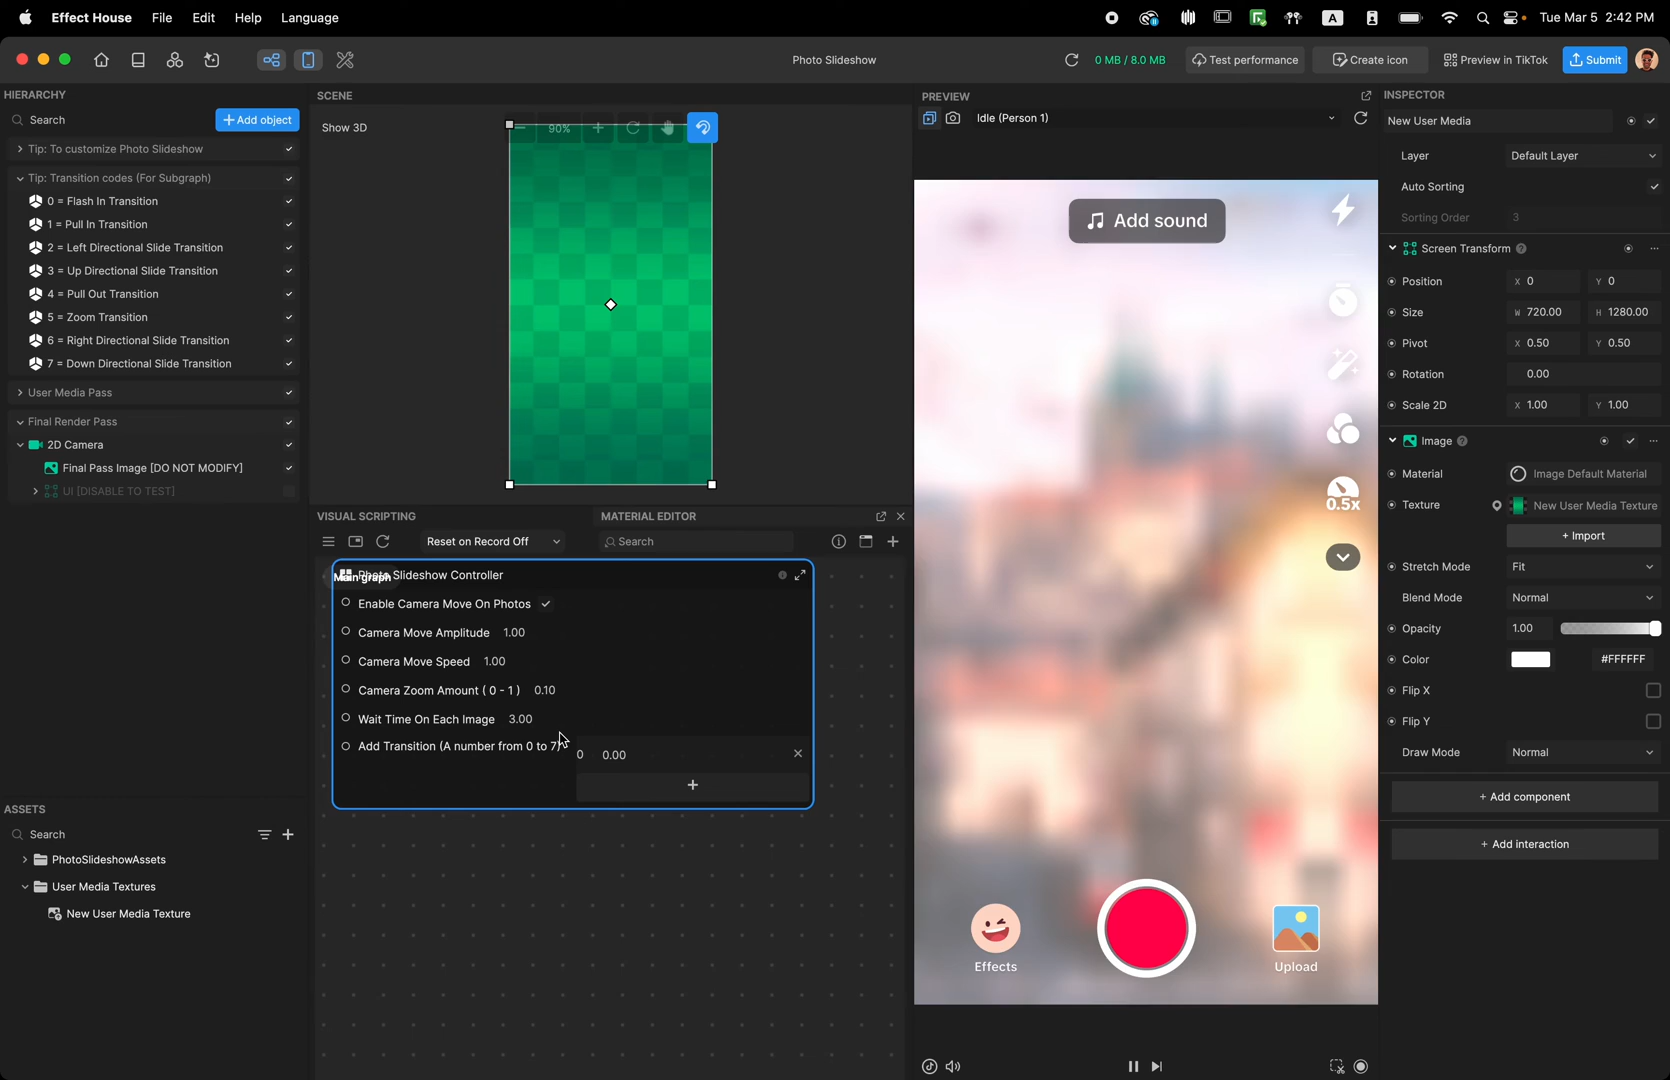 Effect House File Edit Help Language A Tue Mar 5 2:42 PM
Photo Slideshow 0 MB / 8.0 MB Test performance Create icon Preview in TikTok Submit
HIERARCHY
Search + Add object
Tip: To customize Photo Slideshow
Tip: Transition codes (For Subgraph)
0 = Flash In Transition
1 = Pull In Transition
2 = Left Directional Slide Transition
3 = Up Directional Slide Transition
4 = Pull Out Transition
5 = Zoom Transition
6 = Right Directional Slide Transition
7 = Down Directional Slide Transition
User Media Pass
Final Render Pass
2D Camera
Final Pass Image [DO NOT MODIFY]
UI [DISABLE TO TEST]
ASSETS
Search
PhotoSlideshowAssets
User Media Textures
New User Media Texture
SCENE
Show 3D
90%
VISUAL SCRIPTING MATERIAL EDITOR
Reset on Record Off Search
Main graph
Photo Slideshow Controller
Enable Camera Move On Photos
Camera Move Amplitude 1.00
Camera Move Speed 1.00
Camera Zoom Amount ( 0 - 1 ) 0.10
Wait Time On Each Image 3.00
Add Transition (A number from 0 to 7)
0 0.00
+
PREVIEW
Idle (Person 1)
Add sound
0.5x
Effects
Upload
INSPECTOR
New User Media
Layer Default Layer
Auto Sorting
Sorting Order 3
Screen Transform ?
Position X 0 Y 0
Size W 720.00 H 1280.00
Pivot X 0.50 Y 0.50
Rotation 0.00
Scale 2D X 1.00 Y 1.00
Image ?
Material Image Default Material
Texture New User Media Texture
+ Import
Stretch Mode Fit
Blend Mode Normal
Opacity 1.00
Color #FFFFFF
Flip X
Flip Y
Draw Mode Normal
+ Add component
+ Add interaction